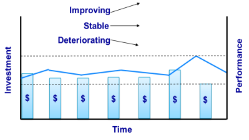 Improving
Stable
Deteriorating
Investment
Performance
$ $ $ $ $ $ $
Time